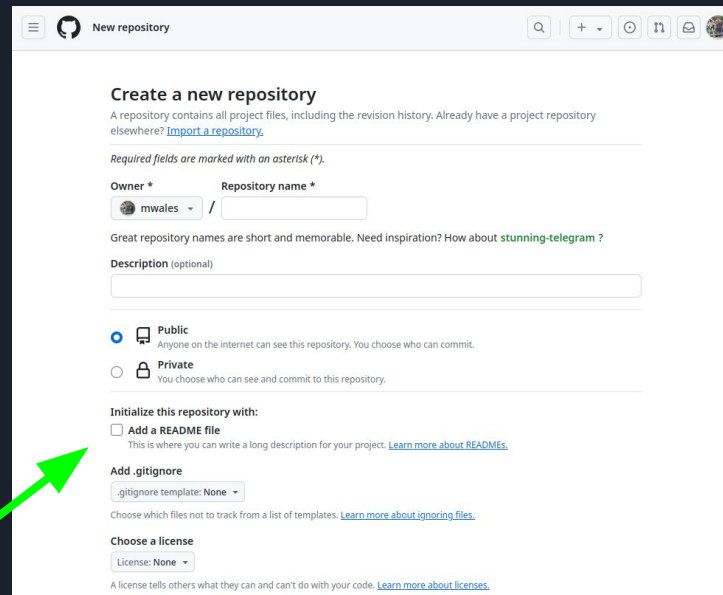 New repository
Create a new repository
A repository contains all project files, including the revision history. Already have a project repository
elsewhere? Import a repository.
Required fields are marked with an asterisk (*).
Owner * Repository name *
mwales /
Great repository names are short and memorable. Need inspiration? How about stunning-telegram ?
Description (optional)
Public
Anyone on the internet can see this repository. You choose who can commit.
Private
You choose who can see and commit to this repository.
Initialize this repository with:
Add a README file
This is where you can write a long description for your project. Learn more about READMEs.
Add .gitignore
.gitignore template: None
Choose which files not to track from a list of templates. Learn more about ignoring files.
Choose a license
License: None
A license tells others what they can and can't do with your code. Learn more about licenses.